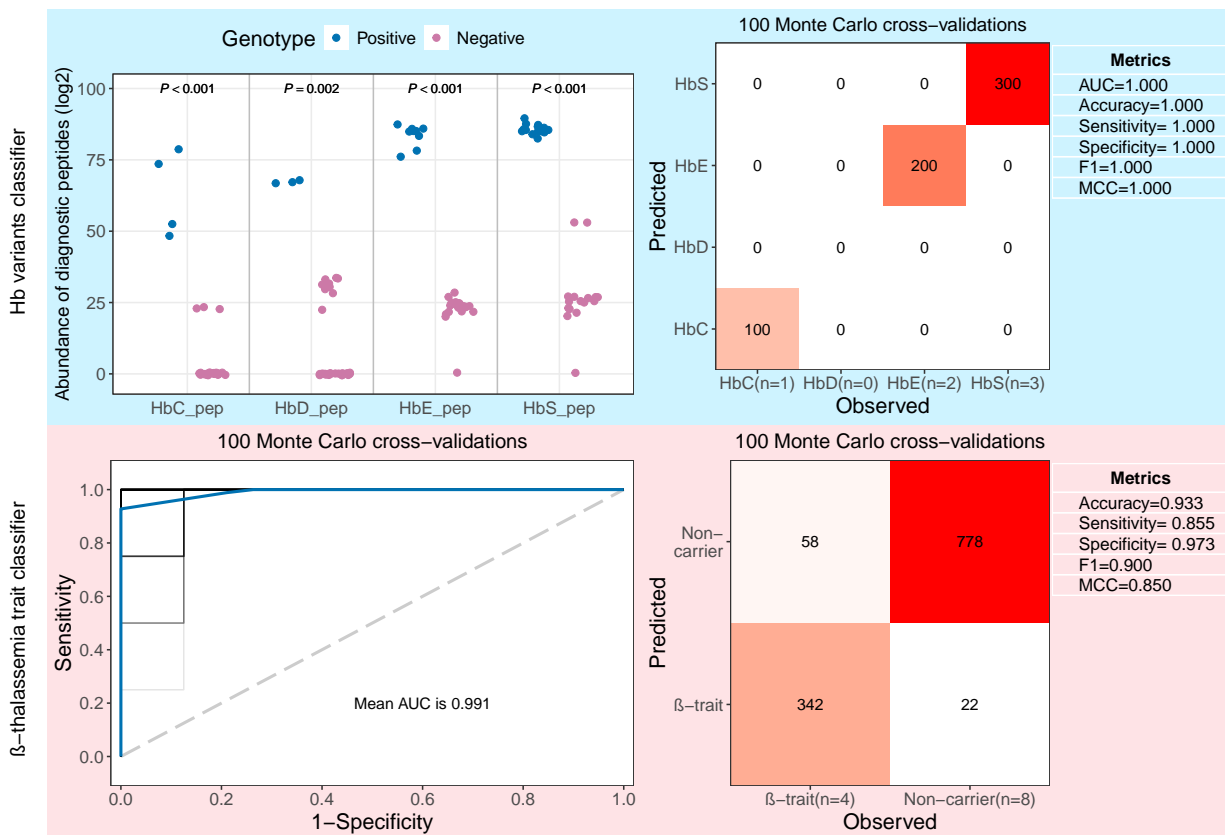 Hb variants classifier
Genotype Positive Negative
Abundance of diagnostic peptides (log2)
100
75
50
25
0
P < 0.001
P = 0.002
P < 0.001
P < 0.001
HbC_pep
HbD_pep
HbE_pep
HbS_pep
100 Monte Carlo cross−validations
Predicted
HbS
0
0
0
300
HbE
0
0
200
0
HbD
0
0
0
0
HbC
100
0
0
0
HbC(n=1)
HbD(n=0)
HbE(n=2)
HbS(n=3)
Observed
Metrics
AUC=1.000
Accuracy=1.000
Sensitivity= 1.000
Specificity= 1.000
F1=1.000
MCC=1.000
ß−thalassemia trait classifier
100 Monte Carlo cross−validations
Sensitivity
1.0
0.8
0.6
0.4
0.2
0.0
Mean AUC is 0.991
0.0
0.2
0.4
0.6
0.8
1.0
1−Specificity
100 Monte Carlo cross−validations
Predicted
Non−
carrier
58
778
ß−trait
342
22
ß−trait(n=4)
Non−carrier(n=8)
Observed
Metrics
Accuracy=0.933
Sensitivity= 0.855
Specificity= 0.973
F1=0.900
MCC=0.850